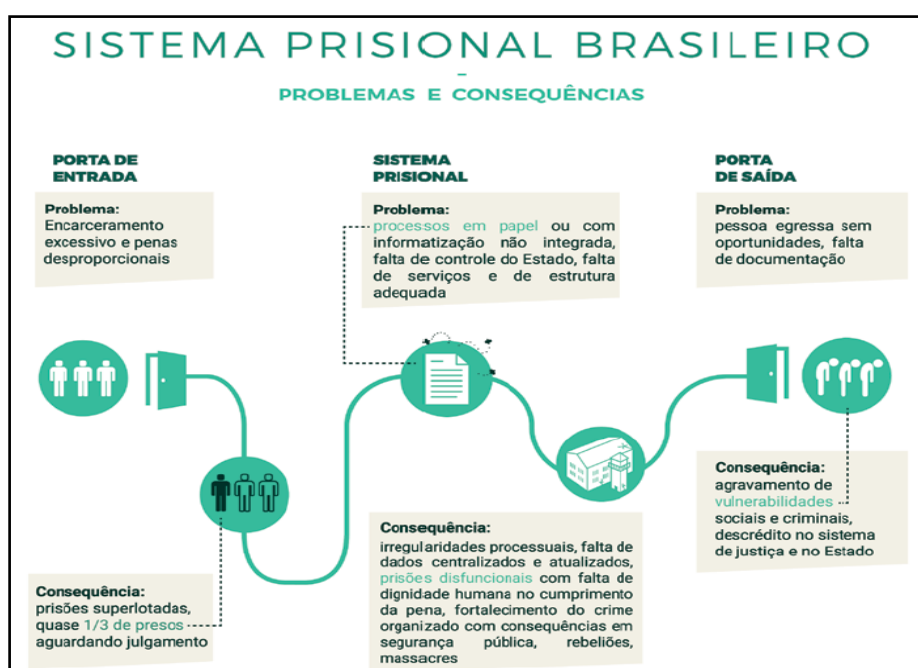 SISTEMA PRISIONAL BRASILEIRO
PROBLEMAS E CONSEQUÊNCIAS
PORTA DE
ENTRADA
Problema:
Encarceramento
excessivo e penas
desproporcionais
Consequência:
prisões superlotadas,
quase 1/3 de presos
aguardando julgamento
SISTEMA
PRISIONAL
Problema:
processos em papel ou com
informatização não integrada,
falta de controle do Estado, falta
de serviços e de estrutura
adequada
Consequência:
irregularidades processuais, falta de
dados centralizados e atualizados,
prisões disfuncionais com falta de
dignidade humana no cumprimento
da pena, fortalecimento do crime
organizado com consequências em
segurança pública, rebeliões,
massacres
PORTA
DE SAÍDA
Problema:
pessoa egressa sem
oportunidades, falta
de documentação
Consequência:
agravamento de
vulnerabilidades
sociais e criminais,
descrédito no sistema
de justiça e no Estado